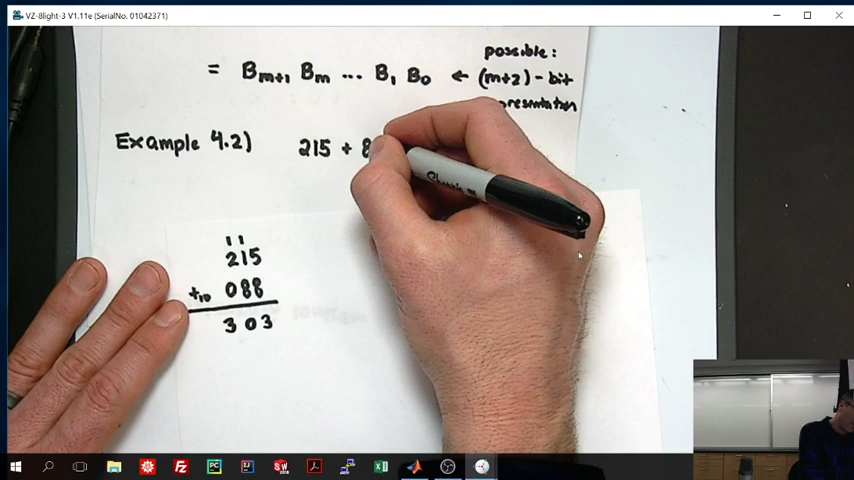 VZ-8light-3 V1.11e (SerialNo. 01042371)
= Bm+1 Bm ... B1 B0 ← (m+2)-bit
possible:
Example 4.2) 215 + 8
11
215
+10 088
303